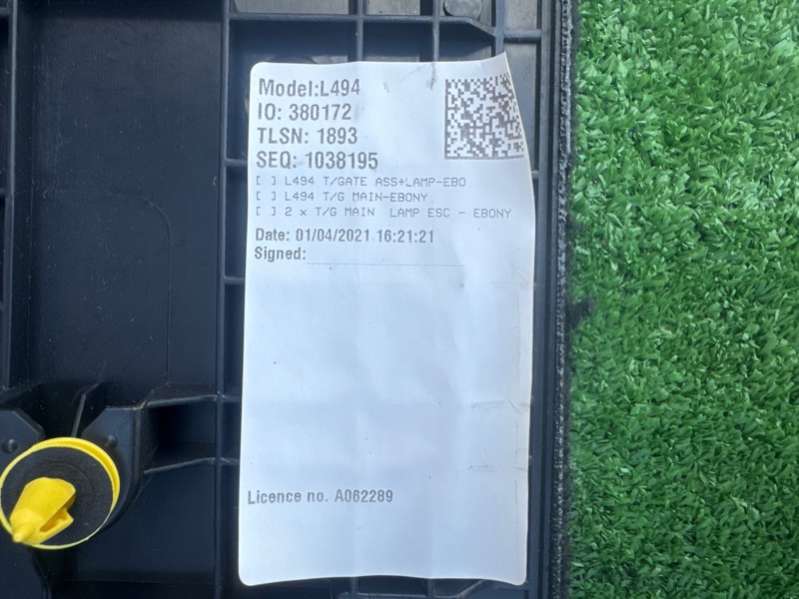 Model:L494
IO: 380172
TLSN: 1893
SEQ: 1038195
[ ] L494 T/GATE ASS+LAMP-EBO
[ ] L494 T/G MAIN-EBONY
[ ] 2 x T/G MAIN LAMP ESC - EBONY
Date: 01/04/2021 16:21:21
Signed:
Licence no. A062289